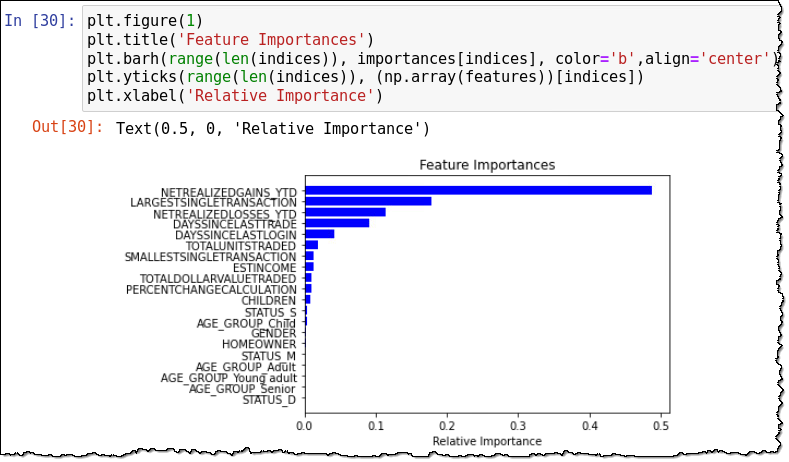 In [30]: plt.figure(1)
plt.title('Feature Importances')
plt.barh(range(len(indices)), importances[indices], color='b',align='center')
plt.yticks(range(len(indices)), (np.array(features))[indices])
plt.xlabel('Relative Importance')
Out[30]: Text(0.5, 0, 'Relative Importance')
Feature Importances
NETREALIZEDGAINS_YTD
LARGESTSINGLETRANSACTION
NETREALIZEDLOSSES_YTD
DAYSSINCELASTTRADE
DAYSSINCELASTLOGIN
TOTALUNITSTRADED
SMALLESTSINGLETRANSACTION
ESTINCOME
TOTALDOLLARVALUETRADED
PERCENTCHANGECALCULATION
CHILDREN
STATUS_S
AGE_GROUP_Child
GENDER
HOMEOWNER
STATUS_M
AGE_GROUP_Adult
AGE_GROUP_Young adult
AGE_GROUP_Senior
STATUS_D
0.0 0.1 0.2 0.3 0.4 0.5
Relative Importance